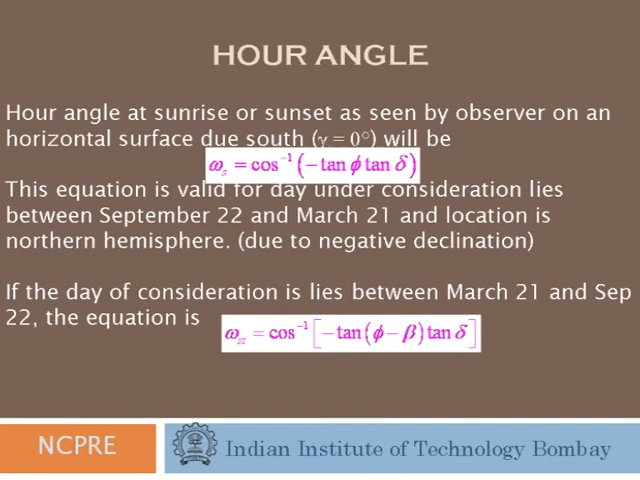 HOUR ANGLE
Hour angle at sunrise or sunset as seen by observer on an
horizontal surface due south (γ = 0°) will be
ω_s = cos⁻¹ (−tan ϕ tan δ)
This equation is valid for day under consideration lies
between September 22 and March 21 and location is
northern hemisphere. (due to negative declination)
If the day of consideration is lies between March 21 and Sep
22, the equation is
ω_st = cos⁻¹ [−tan (ϕ − β) tan δ]
NCPRE
Indian Institute of Technology Bombay